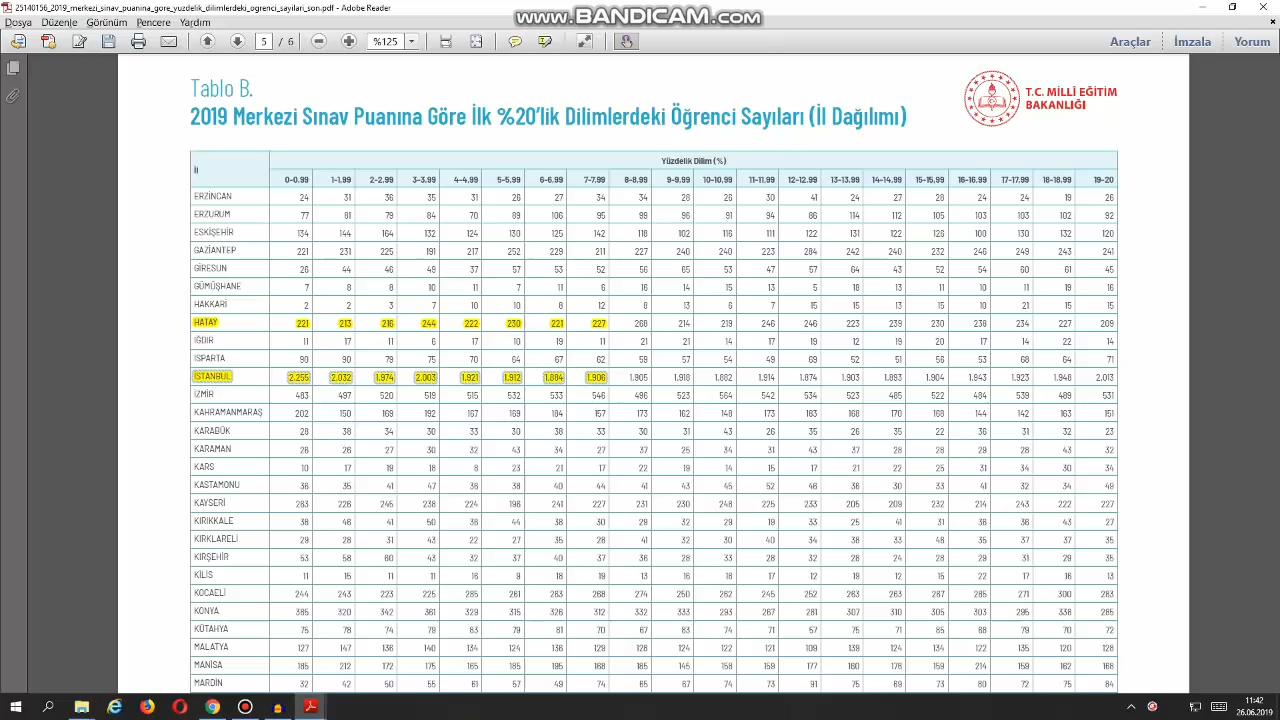 25140156_2019_merkezi_sinav_puanina_gore_yuzdelik_dilimlerdeki_ogrenci_sayilari_son.pdf - Adobe Reader
www.BANDICAM.com
Dosya Düzenle Görünüm Pencere Yardım
5 / 6 %125 Araçlar İmzala Yorum
Tablo B.
2019 Merkezi Sınav Puanına Göre İlk %20'lik Dilimlerdeki Öğrenci Sayıları (İl Dağılımı)
T.C. MİLLÎ EĞİTİM
BAKANLIĞI
İl
Yüzdelik Dilim (%)
0-0.99 1-1.99 2-2.99 3-3.99 4-4.99 5-5.99 6-6.99 7-7.99 8-8.99 9-9.99 10-10.99 11-11.99 12-12.99 13-13.99 14-14.99 15-15.99 16-16.99 17-17.99 18-18.99 19-20
ERZİNCAN 24 31 36 35 31 26 27 34 34 28 26 30 41 24 27 28 24 24 19 26
ERZURUM 77 81 79 84 70 89 106 95 99 96 91 94 86 114 112 105 103 103 102 92
ESKİŞEHİR 134 144 164 132 124 130 125 142 118 102 116 111 122 131 122 126 100 130 132 120
GAZİANTEP 221 231 225 191 217 252 229 211 227 240 240 223 284 242 240 232 246 249 243 241
GİRESUN 26 44 46 49 37 57 53 52 56 65 53 47 57 64 43 52 54 60 61 45
GÜMÜŞHANE 7 8 8 10 11 7 11 6 16 14 15 13 5 18 13 11 10 11 19 16
HAKKARİ 2 2 3 7 10 10 8 12 8 13 6 7 15 15 13 15 10 21 15 15
HATAY 221 213 216 244 222 230 221 227 268 214 219 246 246 223 239 230 238 234 227 209
IĞDIR 11 17 11 6 17 10 19 11 21 21 14 17 19 12 19 20 17 14 22 14
ISPARTA 90 90 79 75 70 64 67 62 59 57 54 49 69 52 51 56 53 68 64 71
İSTANBUL 2.255 2.032 1.974 2.003 1.921 1.912 1.884 1.906 1.905 1.918 1.882 1.914 1.874 1.903 1.893 1.904 1.943 1.923 1.948 2.013
İZMİR 483 497 520 519 515 532 533 546 496 523 564 542 534 523 485 522 484 539 489 531
KAHRAMANMARAŞ 202 150 169 192 167 169 184 157 173 162 148 173 183 168 170 188 144 142 163 151
KARABÜK 28 38 34 30 33 30 38 33 30 31 43 26 35 26 35 22 36 31 32 23
KARAMAN 26 26 27 30 32 43 34 27 37 25 34 31 43 37 28 28 29 28 43 32
KARS 10 17 19 18 8 23 21 17 22 19 14 15 17 21 22 25 31 34 30 34
KASTAMONU 36 35 41 47 36 38 40 44 41 43 45 52 46 38 30 33 41 32 34 49
KAYSERİ 263 226 245 238 224 196 241 227 231 230 248 225 233 205 209 232 214 243 222 227
KIRIKKALE 38 46 41 50 36 44 38 30 29 32 29 19 33 25 41 31 36 36 43 27
KIRKLARELİ 29 28 31 43 22 27 35 28 41 32 30 40 34 38 33 48 35 37 37 35
KIRŞEHİR 53 58 60 43 32 37 40 37 36 28 33 28 32 28 24 28 29 31 29 35
KİLİS 11 15 11 11 16 9 18 19 13 16 18 17 12 19 12 15 22 17 16 13
KOCAELİ 244 243 223 225 285 261 263 268 274 250 262 245 252 263 263 287 285 271 300 283
KONYA 385 320 342 361 329 315 326 312 332 333 293 267 281 307 310 305 303 295 338 285
KÜTAHYA 75 78 74 79 83 79 81 70 67 83 74 71 57 75 71 65 68 79 70 72
MALATYA 127 147 136 140 134 124 136 129 128 124 122 121 109 139 124 134 122 135 120 128
MANİSA 185 212 172 175 165 185 195 168 185 145 158 159 177 160 176 159 214 159 162 168
MARDİN 32 42 50 55 61 57 49 74 65 67 74 73 91 75 69 73 80 72 75 84
11:42
26.06.2019